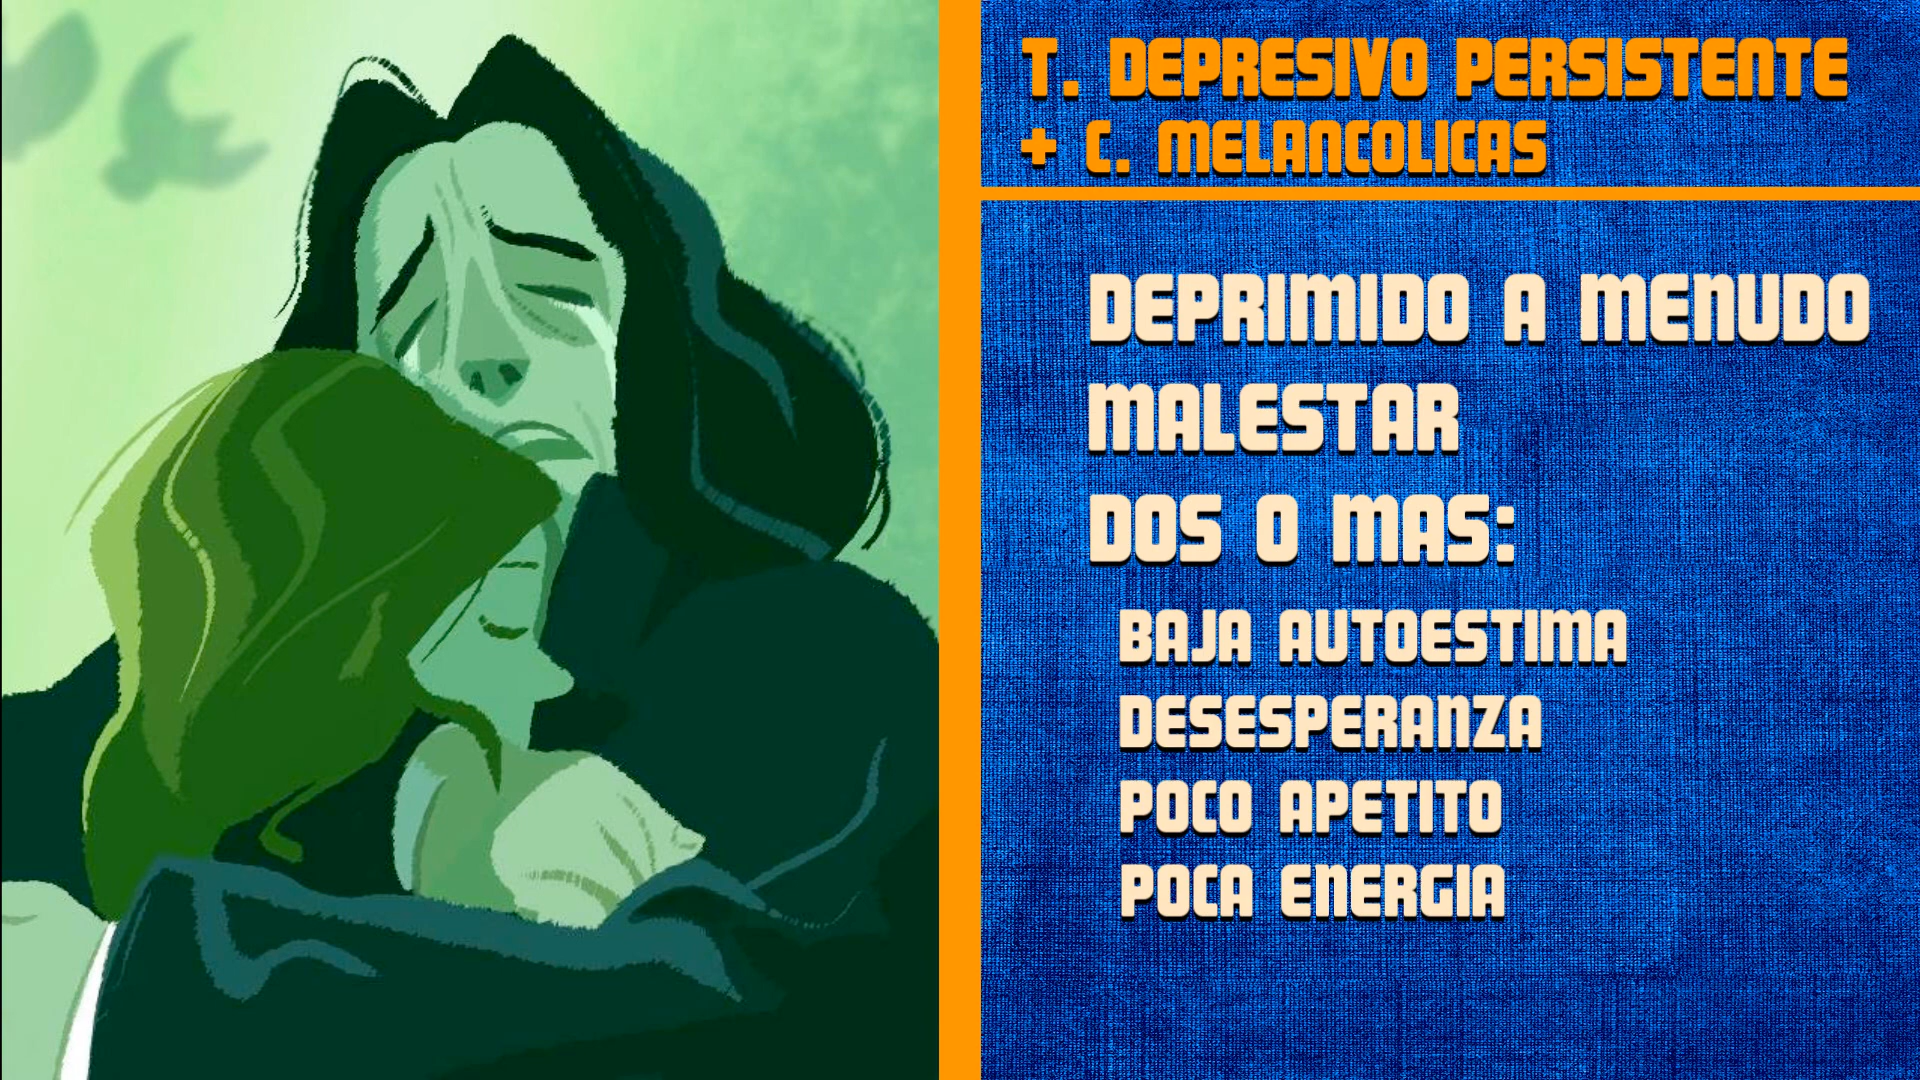 T. DEPRESIVO PERSISTENTE
+ C. MELANCOLICAS
DEPRIMIDO A MENUDO
MALESTAR
DOS O MAS:
BAJA AUTOESTIMA
DESESPERANZA
POCO APETITO
POCA ENERGIA